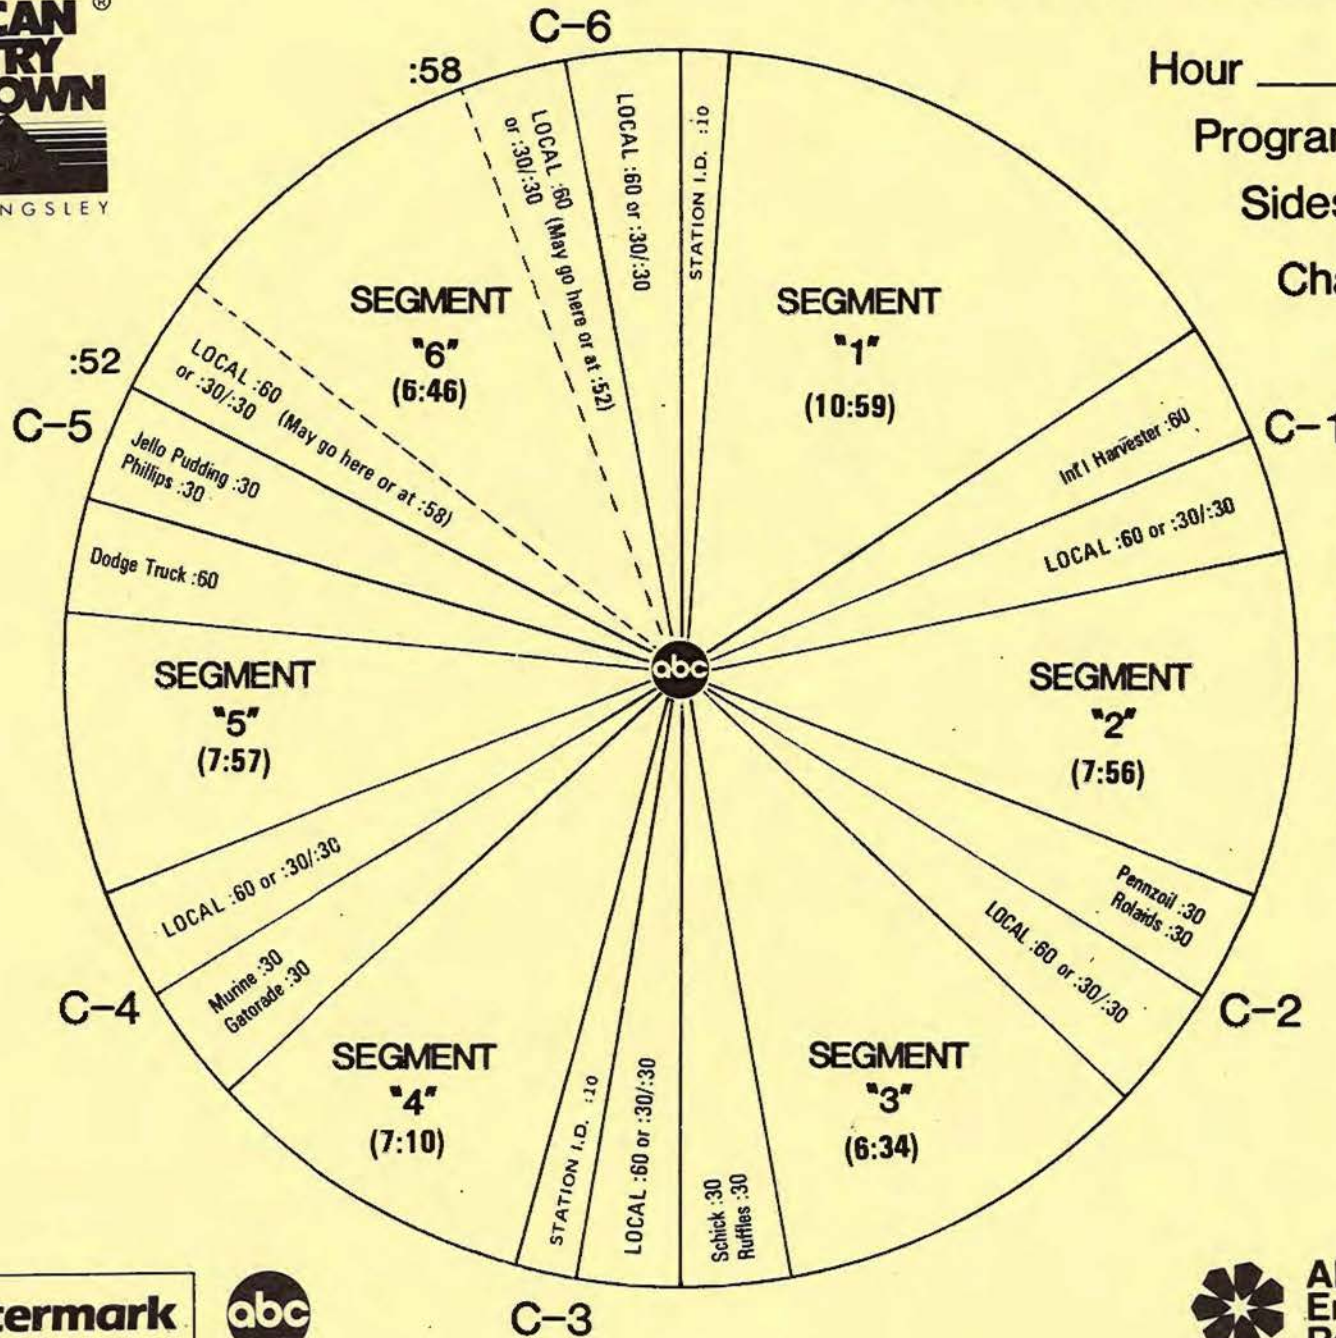 ®
NGSLEY
C-6
:58
Hour
LOCAL :60 (May go here or at :52)
or :30/:30
LOCAL :60 or :30/:30
STATION I.D. :10
SEGMENT
"6"
(6:46)
SEGMENT
"1"
(10:59)
:52
C-5
LOCAL :60 (May go here or at :58)
or :30/:30
Jello Pudding :30
Phillips :30
Dodge Truck :60
Int'l Harvester :60
C-1
LOCAL :60 or :30/:30
abc
SEGMENT
"5"
(7:57)
SEGMENT
"2"
(7:56)
LOCAL :60 or :30/:30
Murine :30
Gatorade :30
C-4
Pennzoil :30
Rolaids :30
LOCAL :60 or :30/:30
C-2
SEGMENT
"4"
(7:10)
SEGMENT
"3"
(6:34)
STATION I.D. :10
LOCAL :60 or :30/:30
Schick :30
Ruffles :30
C-3
termark
abc